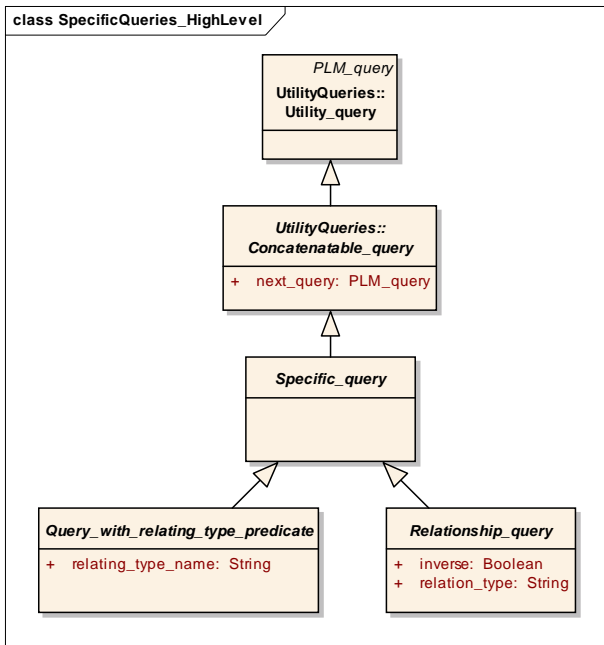 class SpecificQueries_HighLevel
PLM_query
UtilityQueries::
Utility_query
UtilityQueries::
Concatenatable_query
+ next_query: PLM_query
Specific_query
Query_with_relating_type_predicate
+ relating_type_name: String
Relationship_query
+ inverse: Boolean
+ relation_type: String